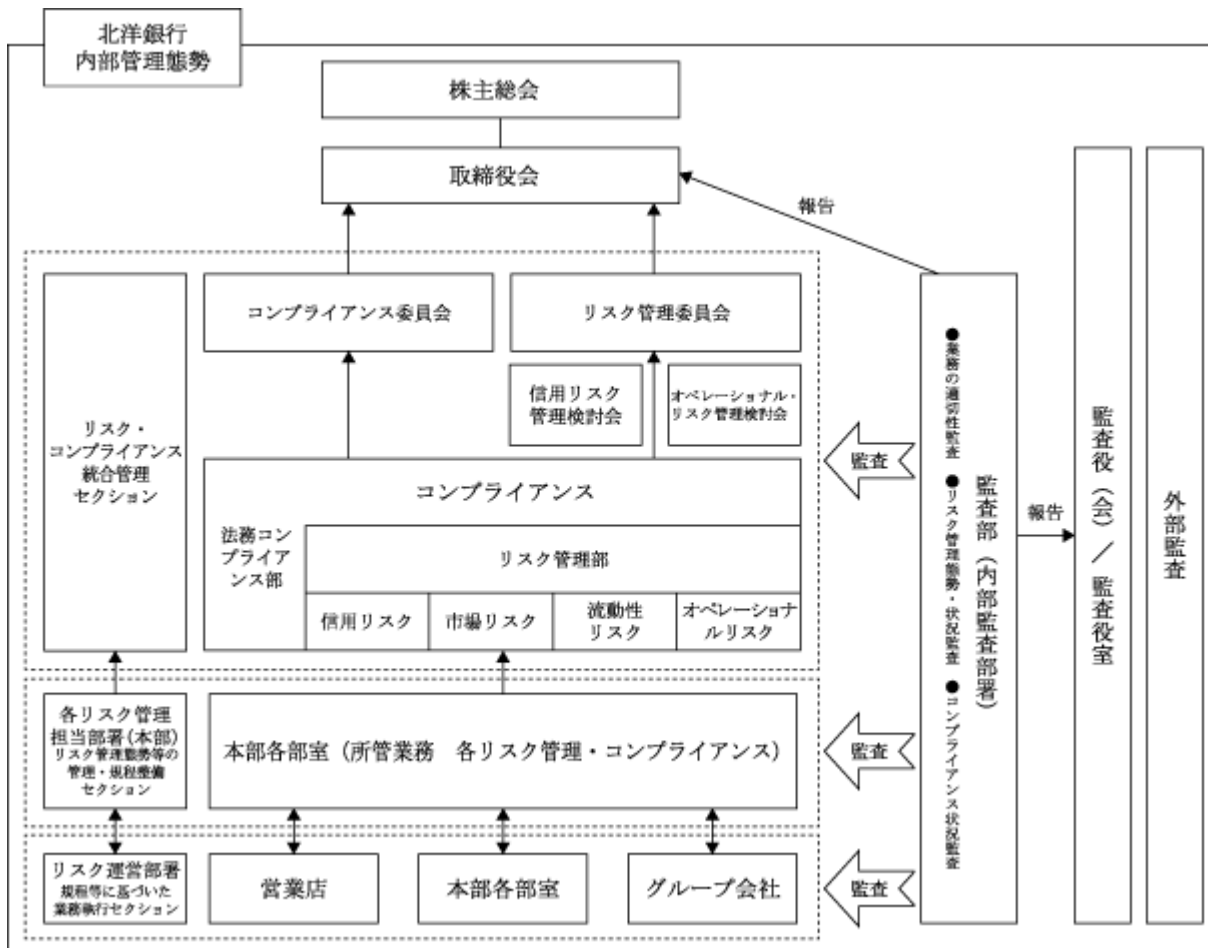 北洋銀行
内部管理態勢
株主総会
取締役会
報告
リスク・
コンプライアンス
統合管理
セクション
コンプライアンス委員会
リスク管理委員会
信用リスク
管理検討会
オペレーショナル・
リスク管理検討会
コンプライアンス
法務コン
プライア
ンス部
リスク管理部
信用リスク
市場リスク
流動性
リスク
オペレーショナ
ルリスク
監査
各リスク管理
担当部署(本部)
リスク管理態勢等の
管理・規程整備
セクション
本部各部室(所管業務 各リスク管理・コンプライアンス)
監査
リスク運営部署
規程等に基づいた
業務執行セクション
営業店
本部各部室
グループ会社
監査
監査部(内部監査部署)
●業務の適切性監査 ●リスク管理態勢・状況監査 ●コンプライアンス状況監査
報告
監査役(会)/監査役室
外部監査